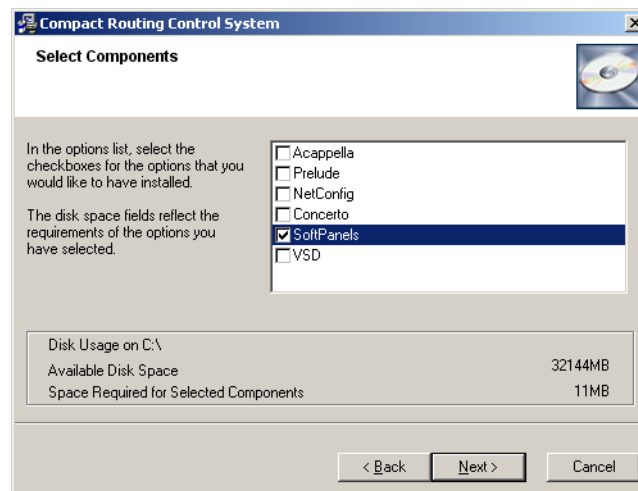 Compact Routing Control System
Select Components
In the options list, select the
checkboxes for the options that you
would like to have installed.
The disk space fields reflect the
requirements of the options you
have selected.
Acappella
Prelude
NetConfig
Concerto
SoftPanels
VSD
Disk Usage on C:\
Available Disk Space 32144MB
Space Required for Selected Components 11MB
< Back Next > Cancel